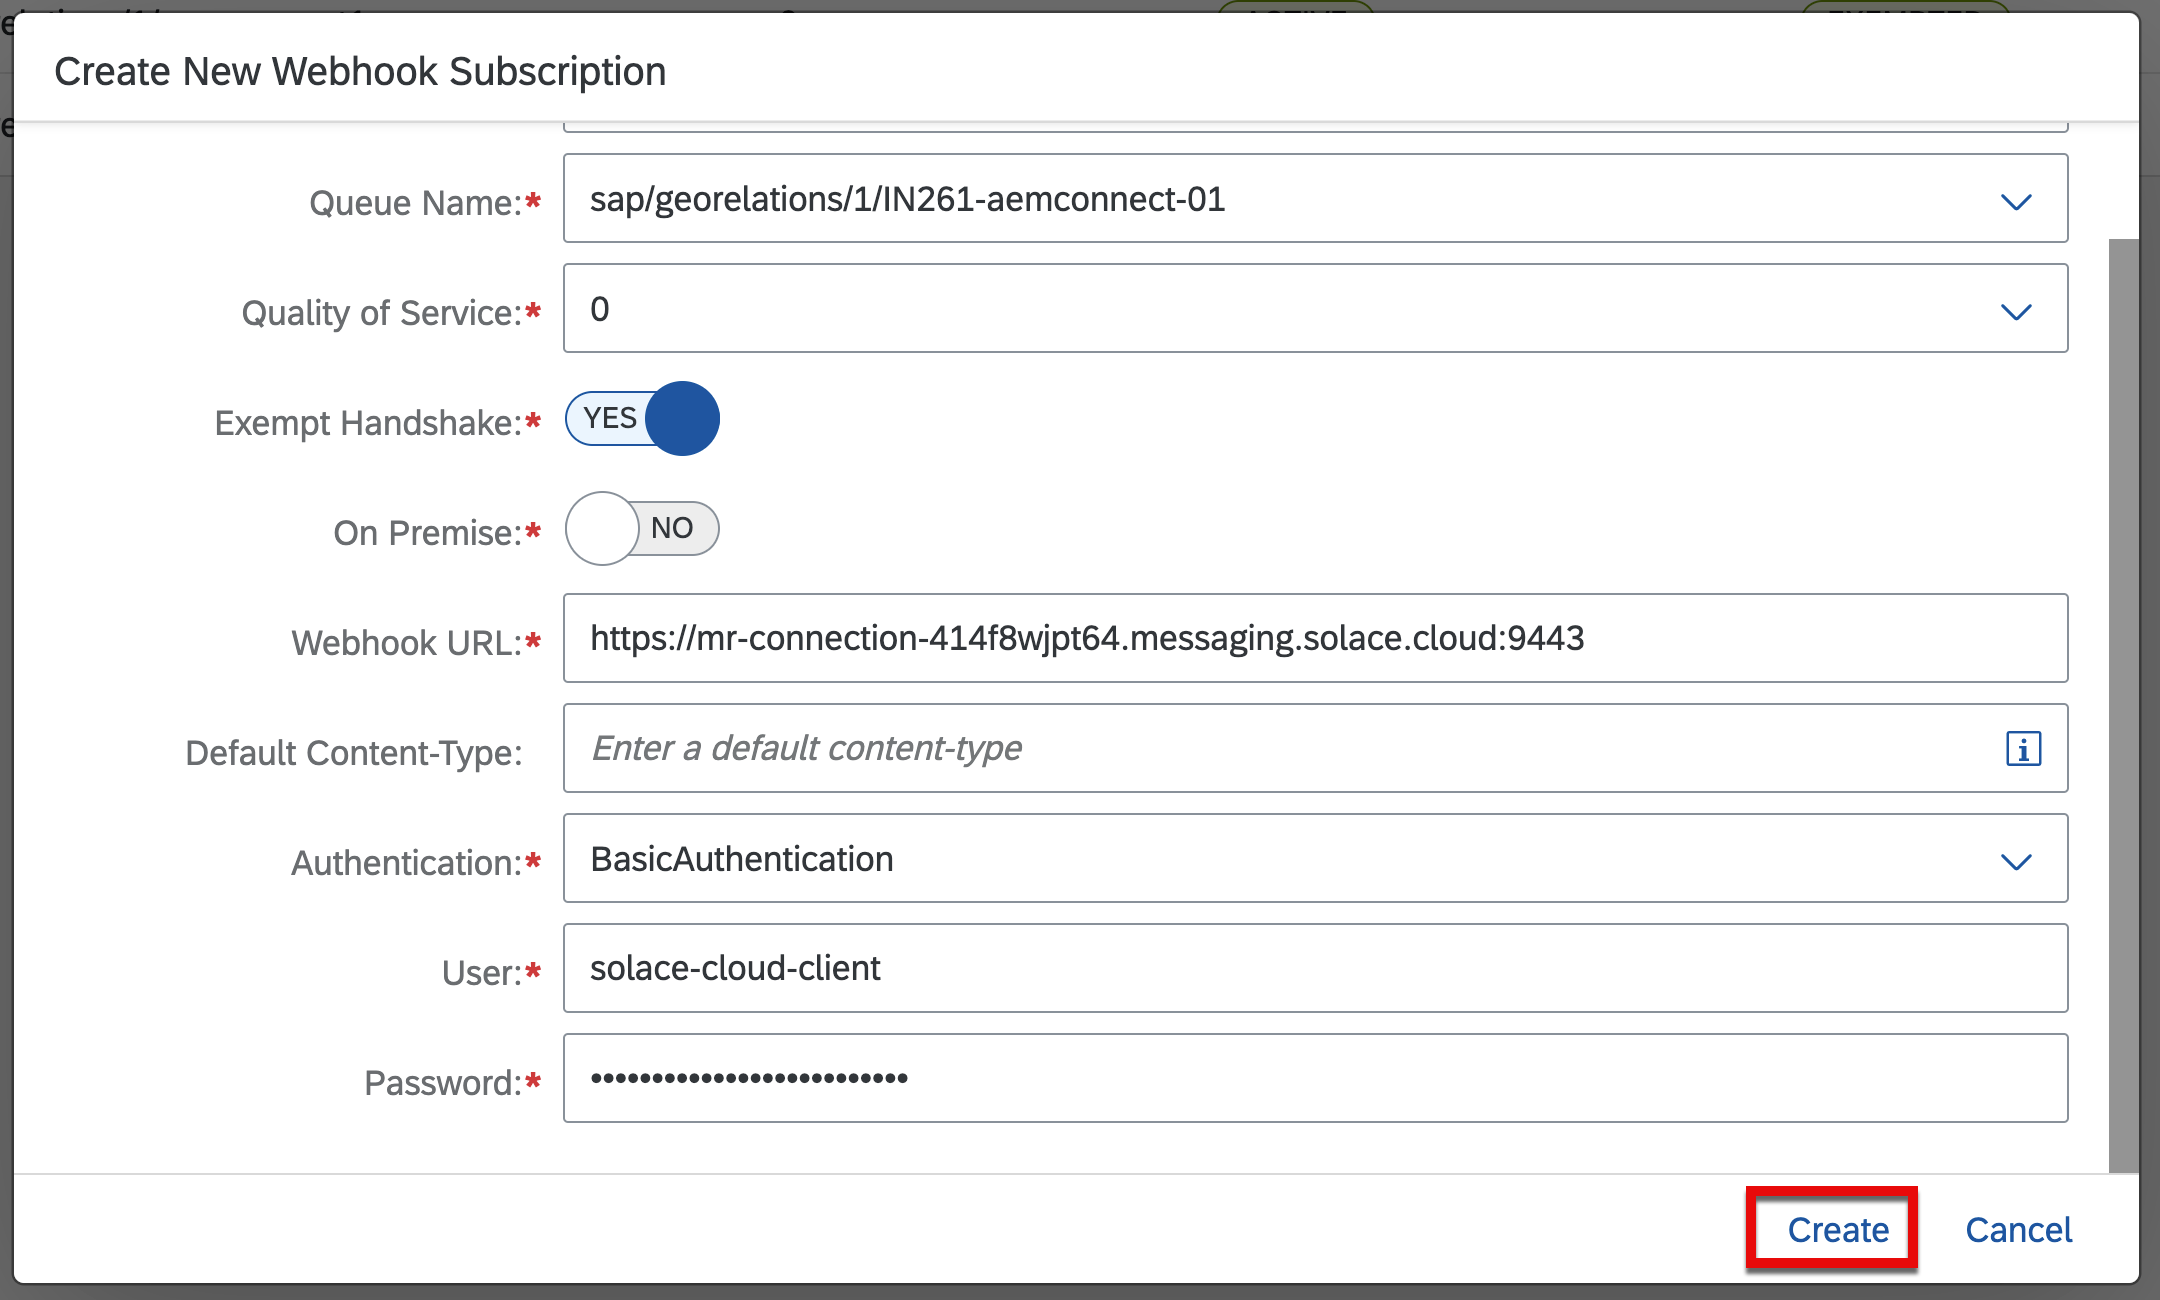 Create New Webhook Subscription
Queue Name:* sap/georelations/1/IN261-aemconnect-01
Quality of Service:* 0
Exempt Handshake:* YES
On Premise:* NO
Webhook URL:* https://mr-connection-414f8wjpt64.messaging.solace.cloud:9443
Default Content-Type: Enter a default content-type
Authentication:* BasicAuthentication
User:* solace-cloud-client
Password:* ••••••••••••••••••••••••••
Create Cancel